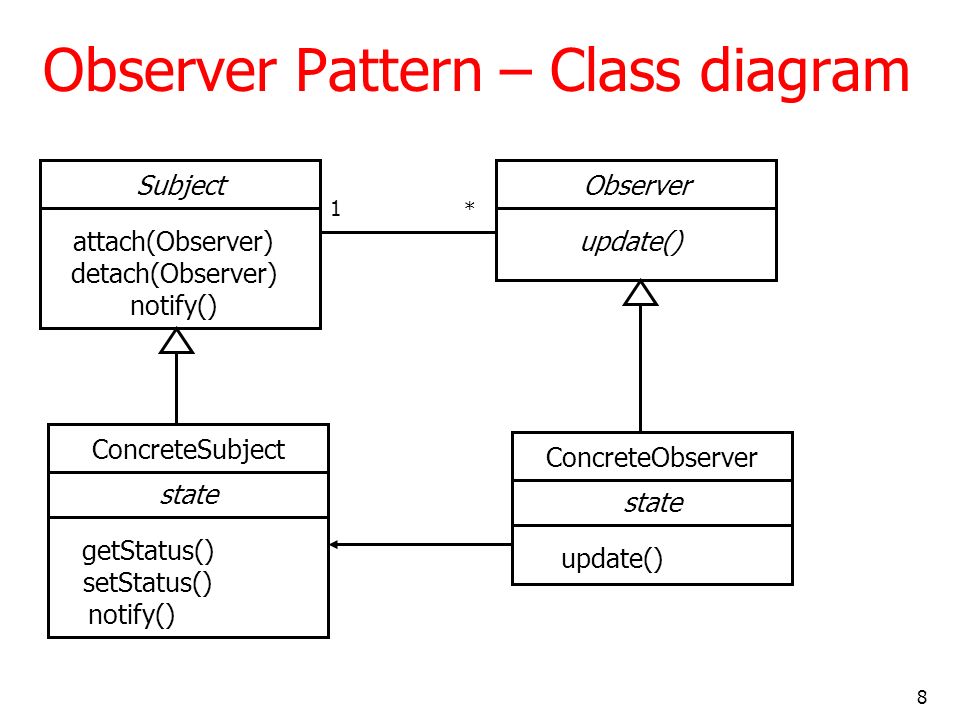 Observer Pattern – Class diagram
Subject
attach(Observer)
detach(Observer)
notify()
1
*
Observer
update()
ConcreteSubject
state
getStatus()
setStatus()
notify()
ConcreteObserver
state
update()
8